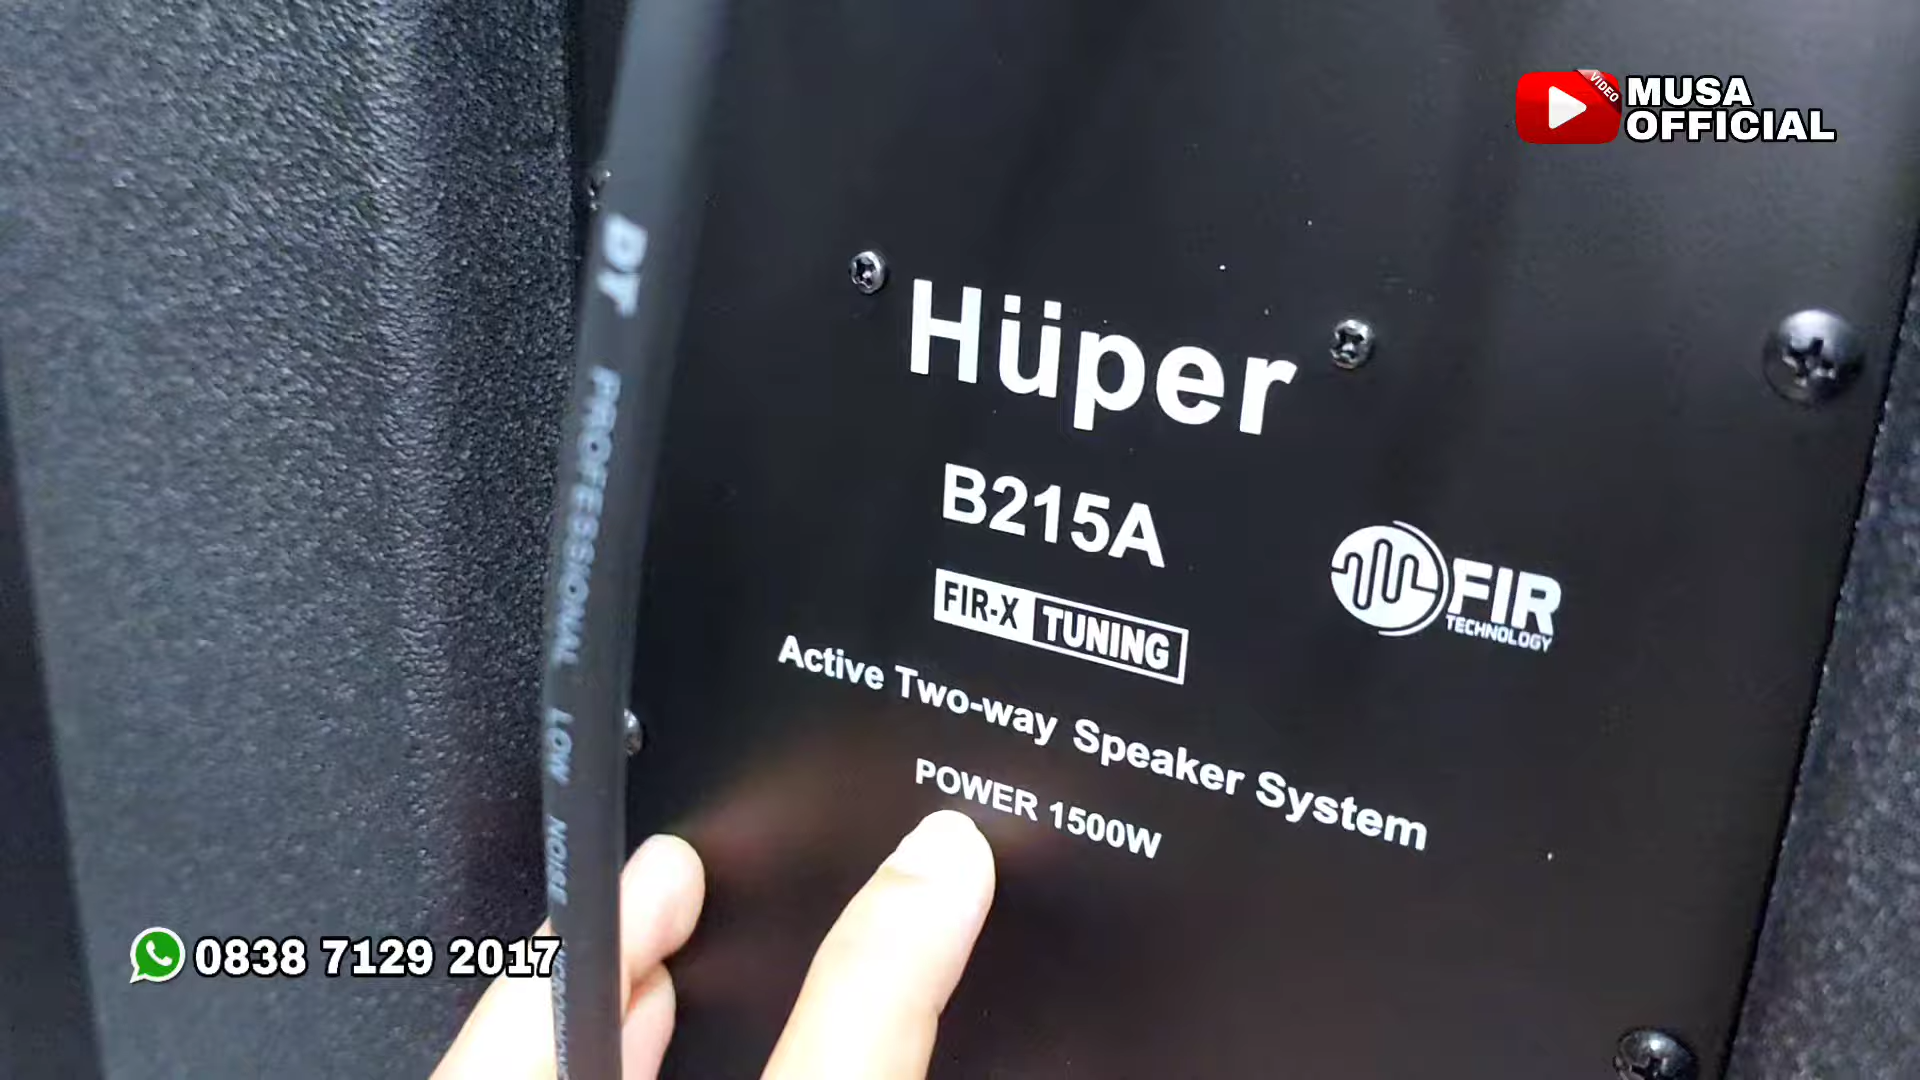 VIDEO
MUSA
OFFICIAL
Hüper
B215A
FIR-X TUNING
FIR
TECHNOLOGY
Active Two-way Speaker System
POWER 1500W
PROFESSIONAL LOW NOISE
0838 7129 2017